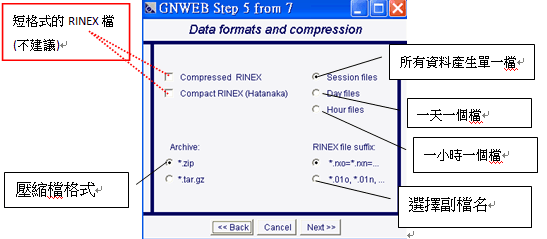 短格式的 RINEX 檔
(不建議)
GNWEB Step 5 from 7
Data formats and compression
Compressed RINEX
Compact RINEX (Hatanaka)
Session files
Day files
Hour files
所有資料產生單一檔
一天一個檔
一小時一個檔
Archive:
*.zip
*.tar.gz
RINEX file suffix:
*.rxo=*.rxn=...
*.01o, *.01n, ...
壓縮檔格式
選擇副檔名
<< Back
Cancel
Next >>